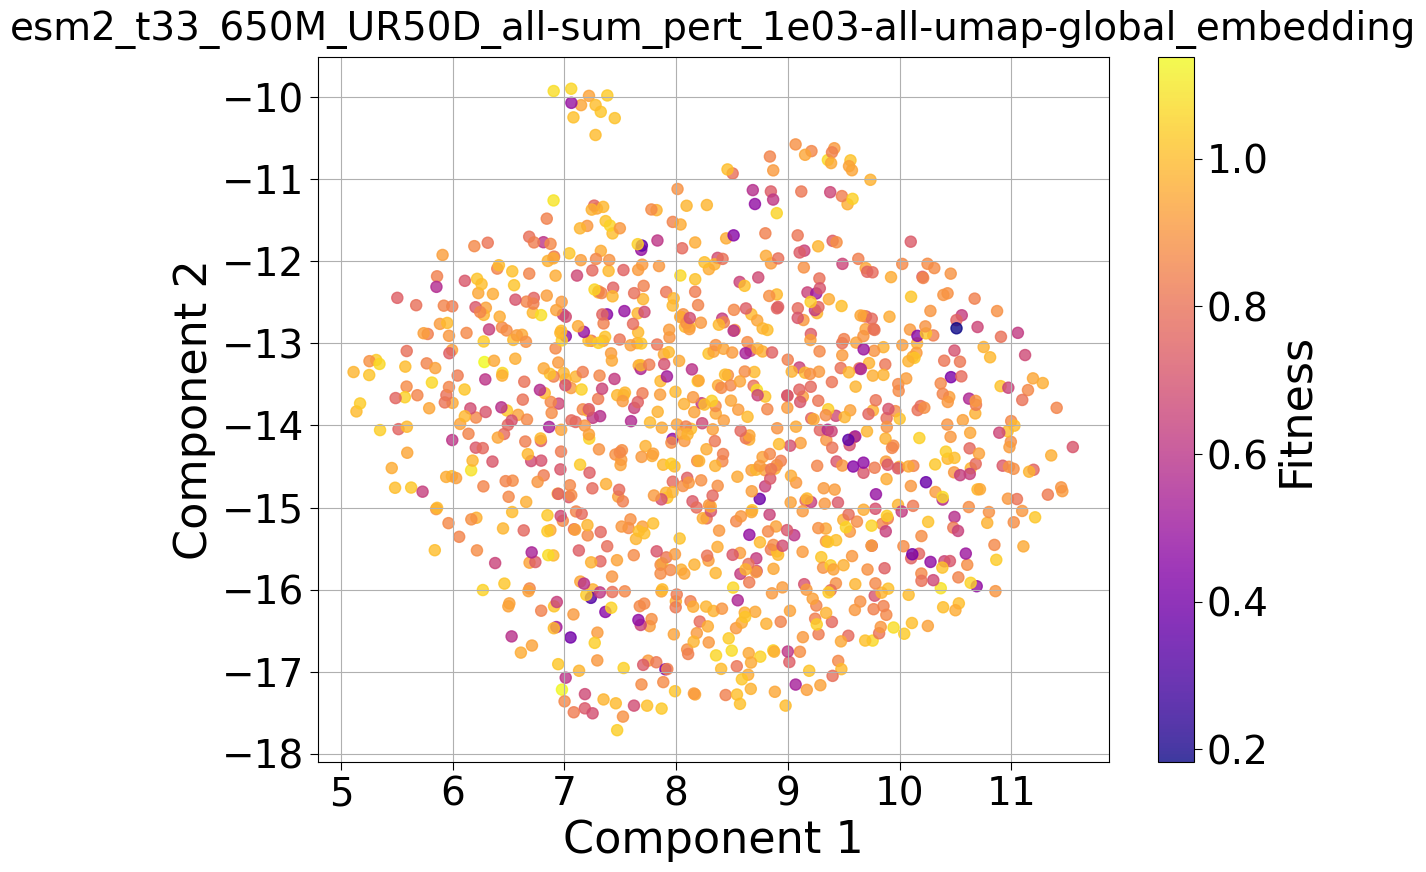 esm2_t33_650M_UR50D_all-sum_pert_1e03-all-umap-global_embedding
−10
−11
−12
−13
−14
−15
−16
−17
−18
Component 2
5 6 7 8 9 10 11
Component 1
1.0
0.8
0.6
0.4
0.2
Fitness